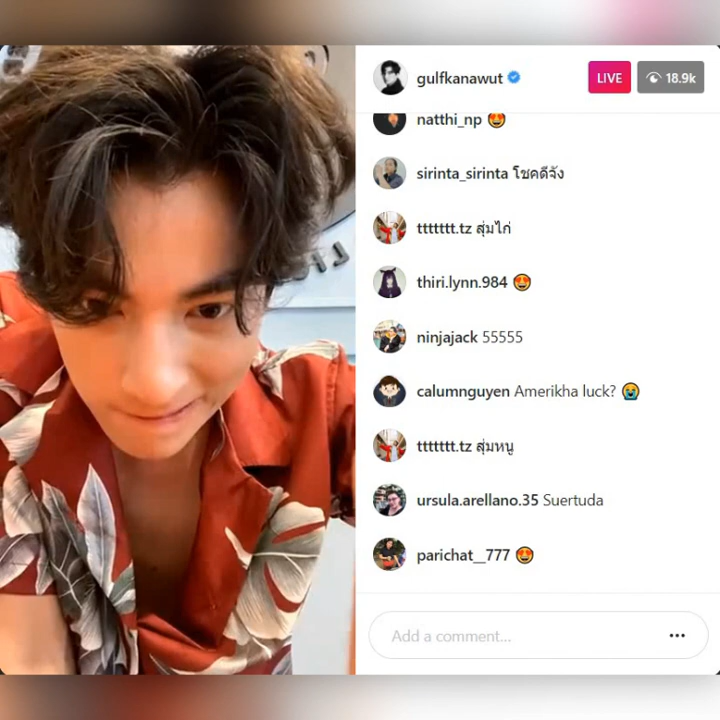 gulfkanawut
LIVE 18.9k
natthi_np 😍
sirinta_sirinta โชคดีจัง
ttttttt.tz สุ่มไก่
thiri.lynn.984 😍
ninjajack 55555
calumnguyen Amerikha luck? 😭
ttttttt.tz สุ่มหนู
ursula.arellano.35 Suertuda
parichat__777 😍
Add a comment...